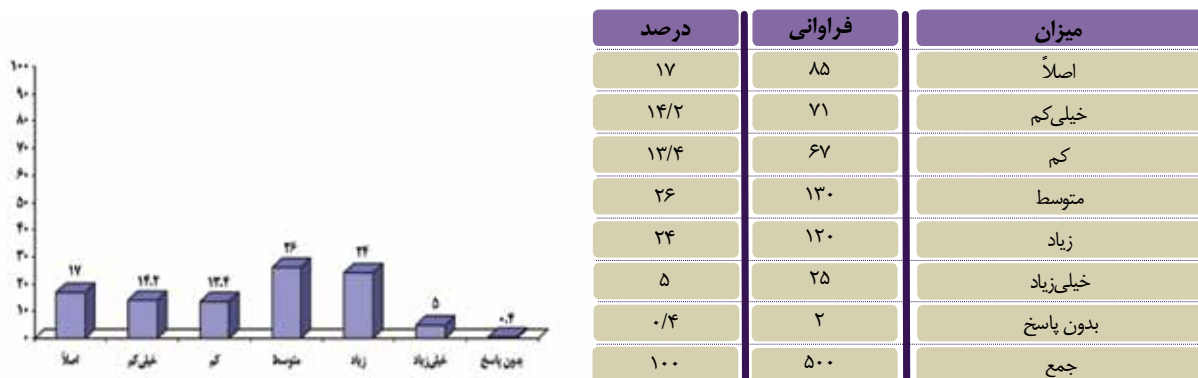 میزان فراوانی درصد
اصلاً ۸۵ ۱۷
خیلی‌کم ۷۱ ۱۴/۲
کم ۶۷ ۱۳/۴
متوسط ۱۳۰ ۲۶
زیاد ۱۲۰ ۲۴
خیلی‌زیاد ۲۵ ۵
بدون پاسخ ۲ ۰/۴
جمع ۵۰۰ ۱۰۰
۱۰۰
۹۰
۸۰
۷۰
۶۰
۵۰
۴۰
۳۰
۲۰
۱۰
۰
۱۷ ۱۴.۲ ۱۳.۴ ۲۶ ۲۴ ۵ ۰.۴
اصلاً خیلی‌کم کم متوسط زیاد خیلی‌زیاد بدون پاسخ